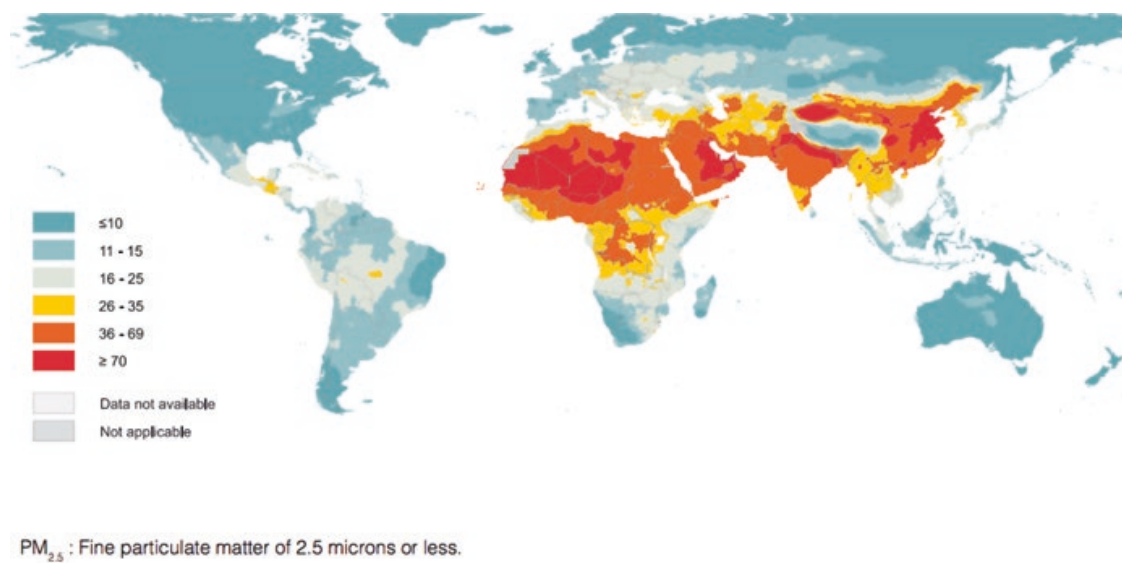 ≤10
11 - 15
16 - 25
26 - 35
36 - 69
≥ 70
Data not available
Not applicable
PM2.5 : Fine particulate matter of 2.5 microns or less.